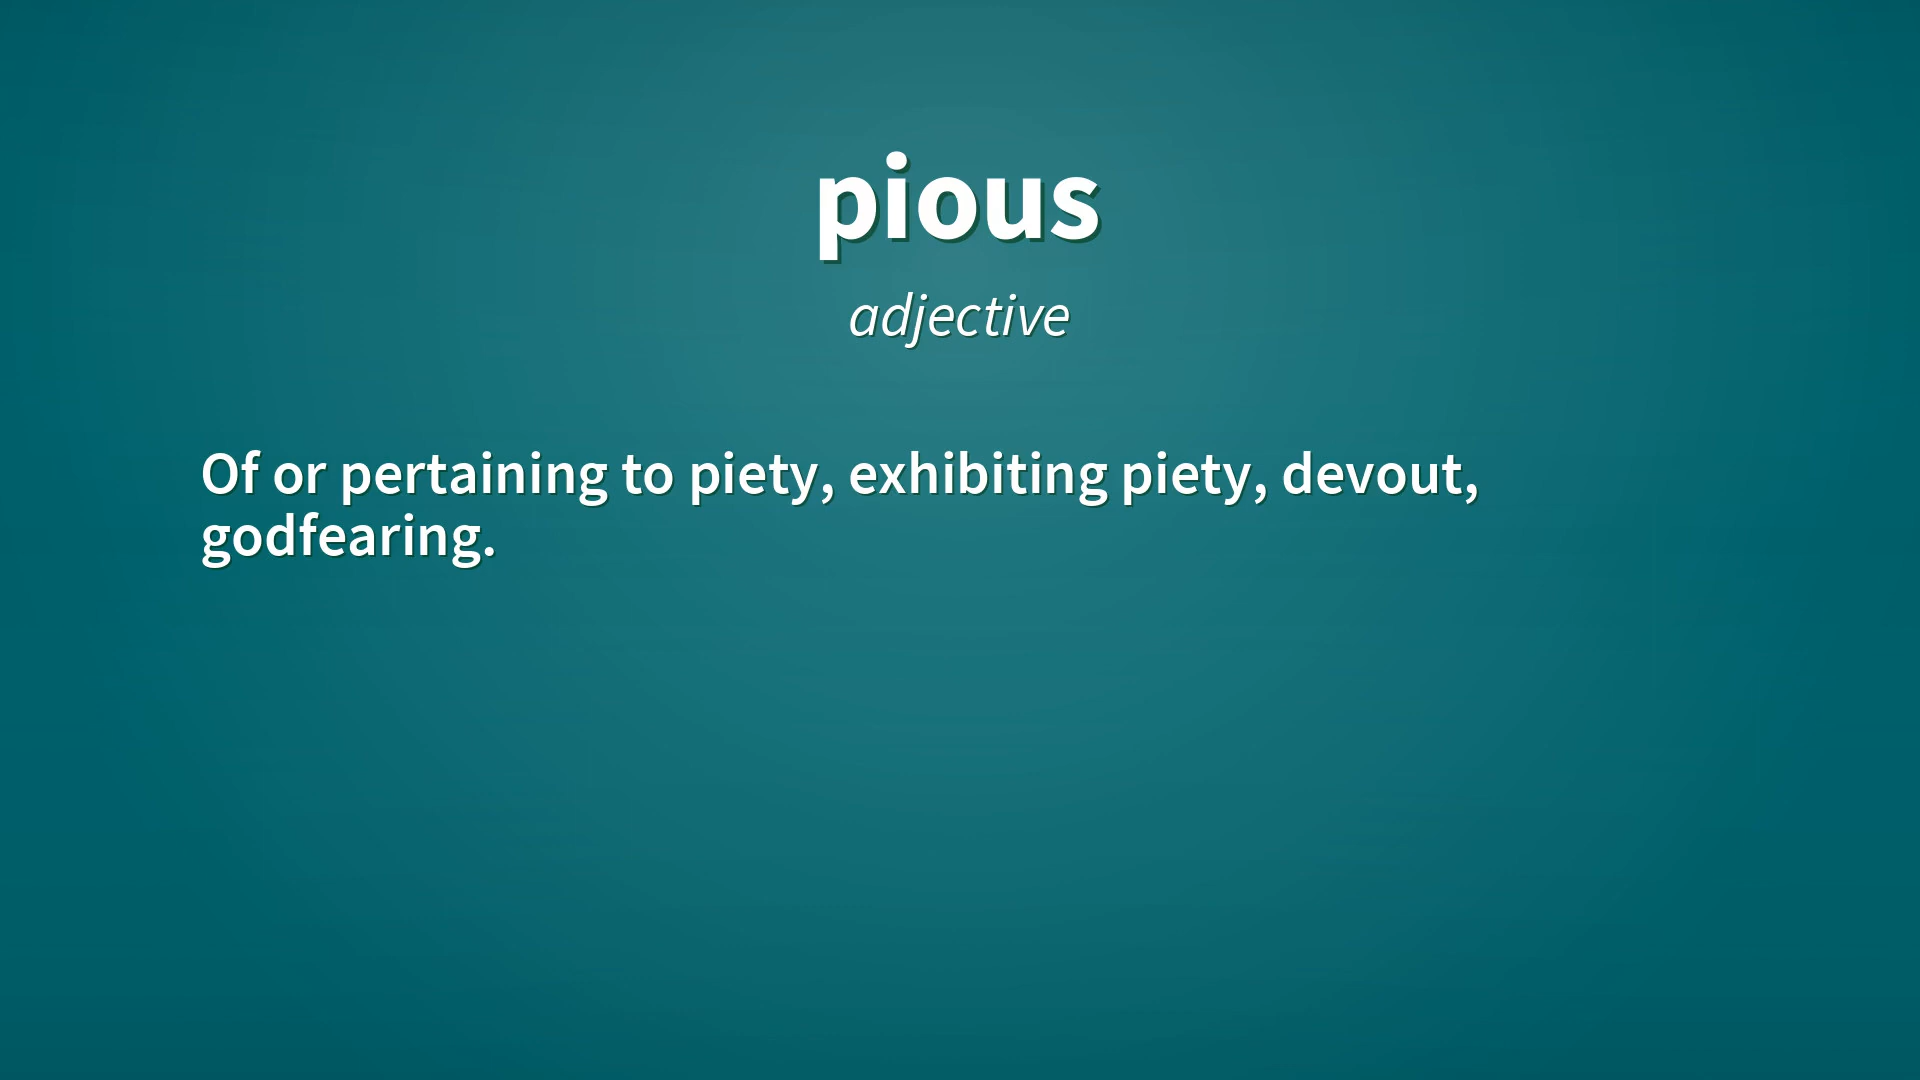 pious
adjective
Of or pertaining to piety, exhibiting piety, devout,
godfearing.